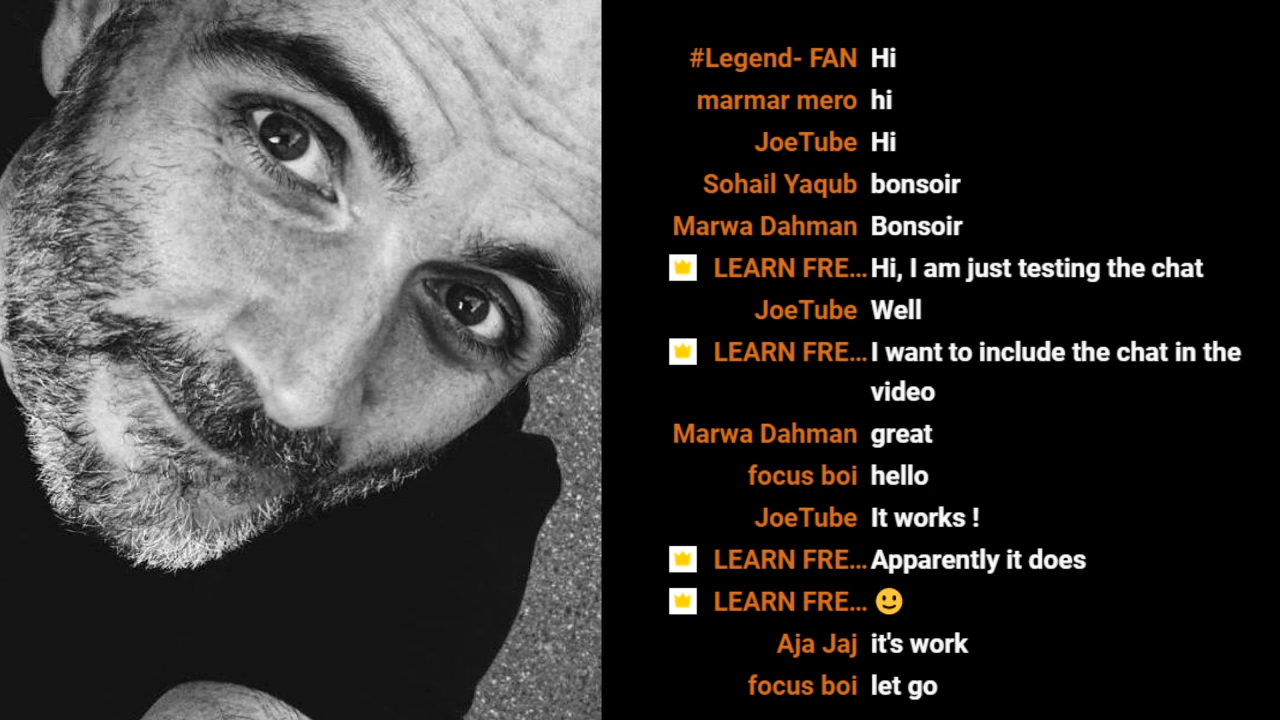 #Legend- FAN Hi
marmar mero hi
JoeTube Hi
Sohail Yaqub bonsoir
Marwa Dahman Bonsoir
LEARN FRE... Hi, I am just testing the chat
JoeTube Well
LEARN FRE... I want to include the chat in the
video
Marwa Dahman great
focus boi hello
JoeTube It works !
LEARN FRE... Apparently it does
LEARN FRE... 🙂
Aja Jaj it's work
focus boi let go